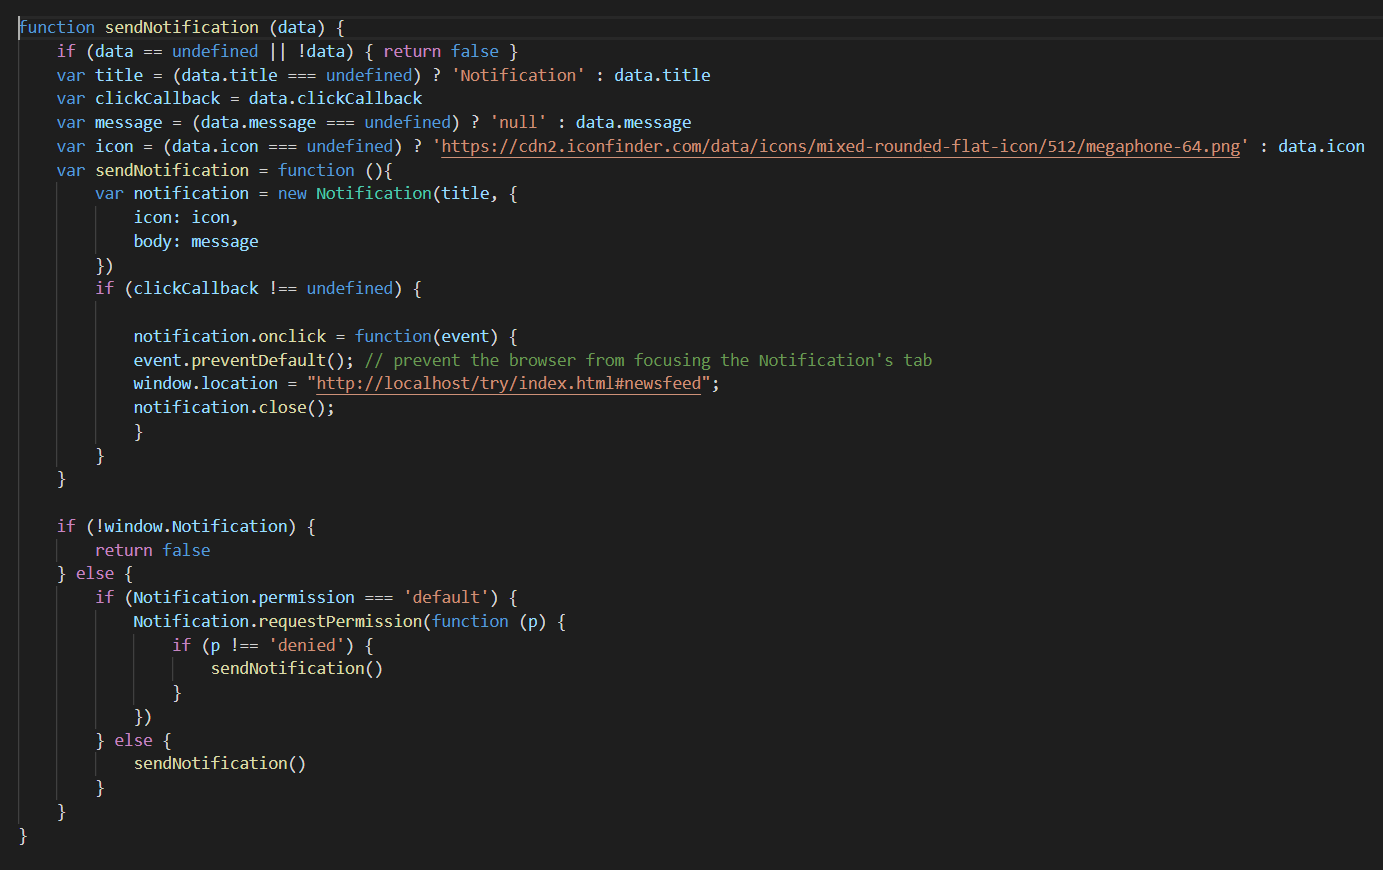 function sendNotification (data) {
    if (data == undefined || !data) { return false }
    var title = (data.title === undefined) ? 'Notification' : data.title
    var clickCallback = data.clickCallback
    var message = (data.message === undefined) ? 'null' : data.message
    var icon = (data.icon === undefined) ? 'https://cdn2.iconfinder.com/data/icons/mixed-rounded-flat-icon/512/megaphone-64.png' : data.icon
    var sendNotification = function (){
        var notification = new Notification(title, {
            icon: icon,
            body: message
        })
        if (clickCallback !== undefined) {

            notification.onclick = function(event) {
            event.preventDefault(); // prevent the browser from focusing the Notification's tab
            window.location = "http://localhost/try/index.html#newsfeed";
            notification.close();
            }
        }
    }

    if (!window.Notification) {
        return false
    } else {
        if (Notification.permission === 'default') {
            Notification.requestPermission(function (p) {
                if (p !== 'denied') {
                    sendNotification()
                }
            })
        } else {
            sendNotification()
        }
    }
}